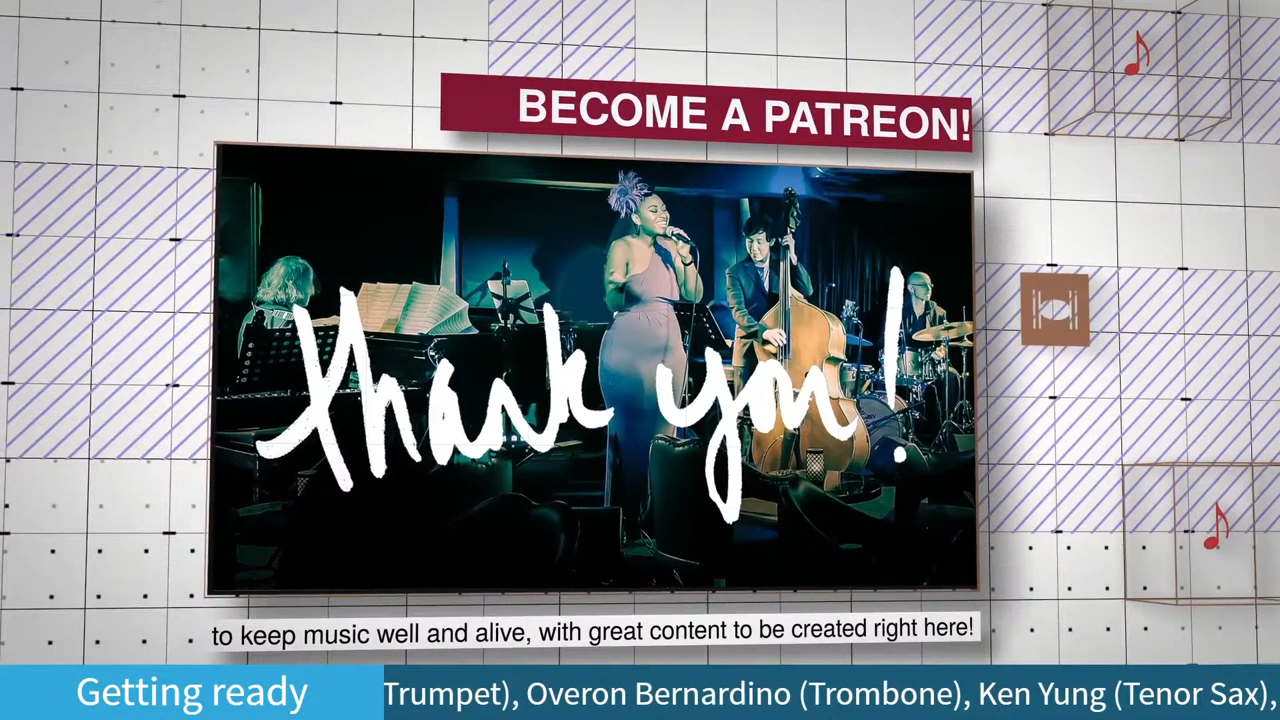 BECOME A PATREON!
thank you!
to keep music well and alive, with great content to be created right here!
Getting ready
Trumpet), Overon Bernardino (Trombone), Ken Yung (Tenor Sax),